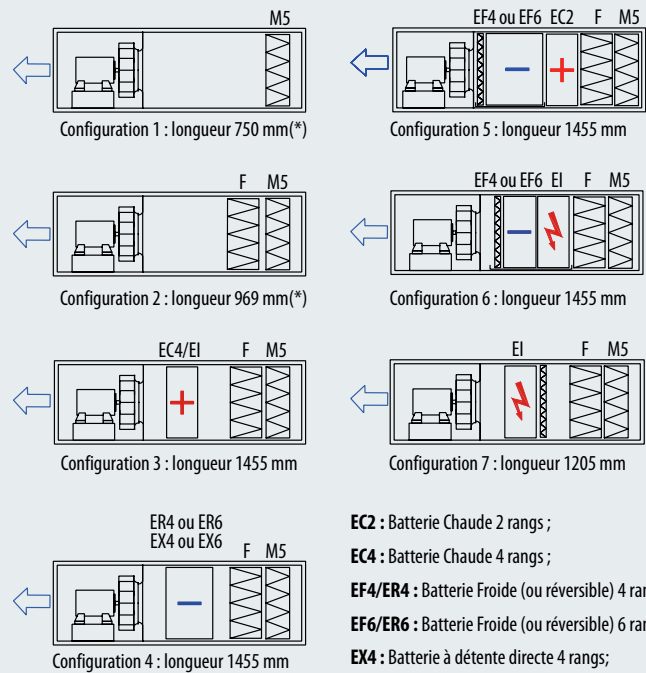 M5
Configuration 1 : longueur 750 mm(*)
F M5
Configuration 2 : longueur 969 mm(*)
EC4/EI F M5
Configuration 3 : longueur 1455 mm
ER4 ou ER6
EX4 ou EX6 F M5
Configuration 4 : longueur 1455 mm
EF4 ou EF6 EC2 F M5
Configuration 5 : longueur 1455 mm
EF4 ou EF6 EI F M5
Configuration 6 : longueur 1455 mm
EI F M5
Configuration 7 : longueur 1205 mm
EC2 : Batterie Chaude 2 rangs ;
EC4 : Batterie Chaude 4 rangs ;
EF4/ER4 : Batterie Froide (ou réversible) 4 ran
EF6/ER6 : Batterie Froide (ou réversible) 6 ran
EX4 : Batterie à détente directe 4 rangs;